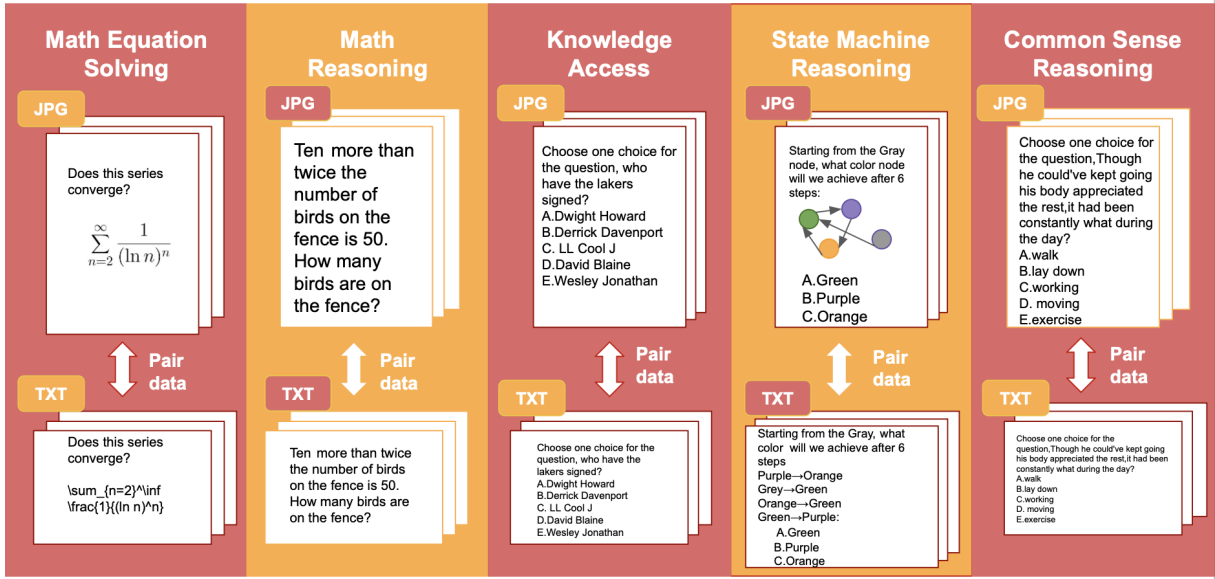 Math Equation
Solving
JPG
Does this series
converge?
∞
∑
n=2
1
(ln n)^n
Pair
data
TXT
Does this series
converge?
\sum_{n=2}^\inf
\frac{1}{(ln n)^n}
Math
Reasoning
JPG
Ten more than
twice the
number of
birds on the
fence is 50.
How many
birds are on
the fence?
Pair
data
TXT
Ten more than twice
the number of birds
on the fence is 50.
How many birds are
on the fence?
Knowledge
Access
JPG
Choose one choice for
the question, who
have the lakers
signed?
A.Dwight Howard
B.Derrick Davenport
C. LL Cool J
D.David Blaine
E.Wesley Jonathan
Pair
data
TXT
Choose one choice for the
question, who have the
lakers signed?
A.Dwight Howard
B.Derrick Davenport
C. LL Cool J
D.David Blaine
E.Wesley Jonathan
State Machine
Reasoning
JPG
Starting from the Gray
node, what color node
will we achieve after 6
steps:
A.Green
B.Purple
C.Orange
Pair
data
TXT
Starting from the Gray, what
color  will we achieve after 6
steps
Purple→Orange
Grey→Green
Orange→Green
Green→Purple:
A.Green
B.Purple
C.Orange
Common Sense
Reasoning
JPG
Choose one choice for
the question,Though
he could've kept going
his body appreciated
the rest,it had been
constantly what during
the day?
A.walk
B.lay down
C.working
D. moving
E.exercise
Pair
data
TXT
Choose one choice for the
question,Though he could've kept going
his body appreciated the rest,it had been
constantly what during the day?
A.walk
B.lay down
C.working
D. moving
E.exercise